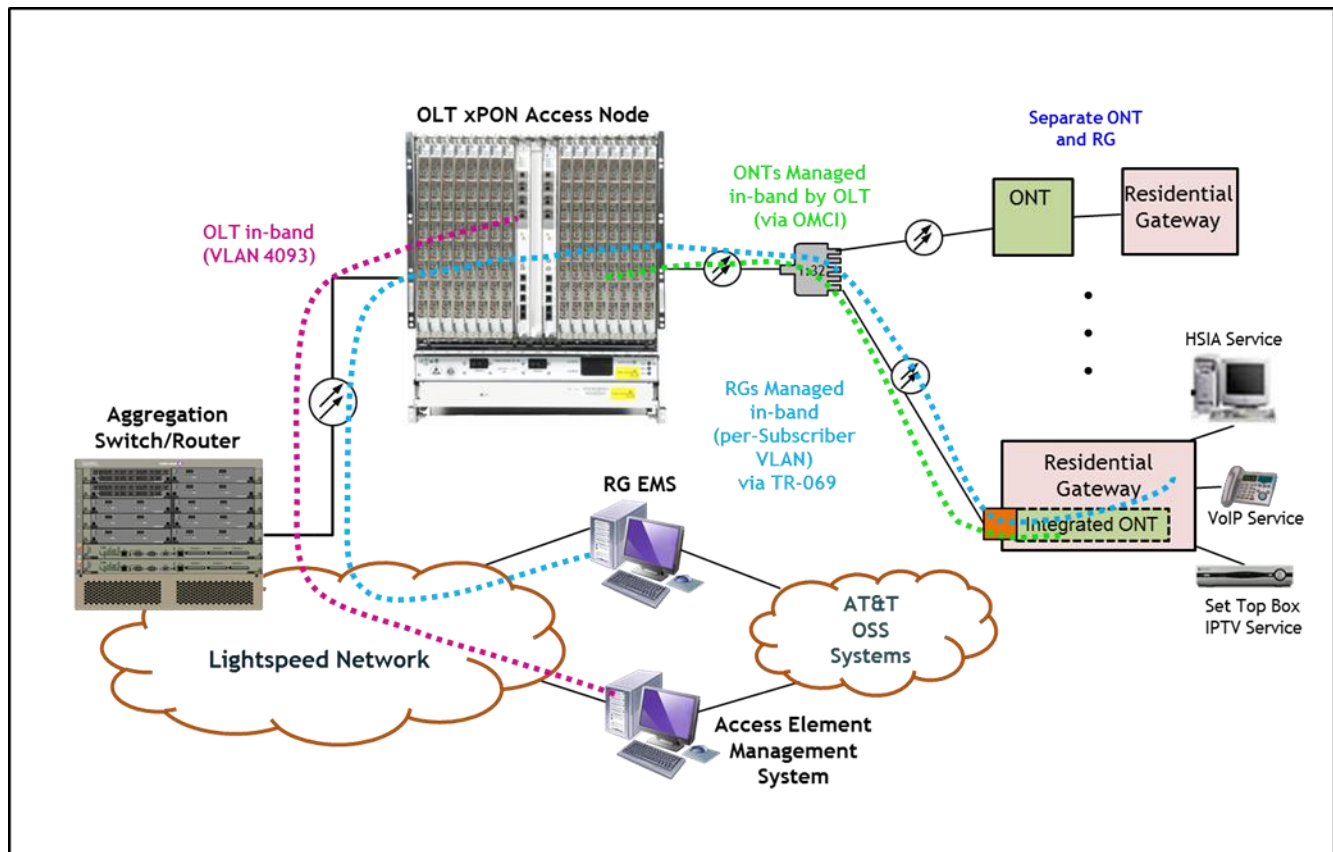 OLT xPON Access Node
Separate ONT
and RG
ONTs Managed
in-band by OLT
(via OMCI)
ONT
Residential
Gateway
OLT in-band
(VLAN 4093)
1:32
HSIA Service
RGs Managed
in-band
(per-Subscriber
VLAN)
via TR-069
Aggregation
Switch/Router
Residential
Gateway
Integrated ONT
VoIP Service
RG EMS
Set Top Box
IPTV Service
AT&T
OSS
Systems
Lightspeed Network
Access Element
Management
System